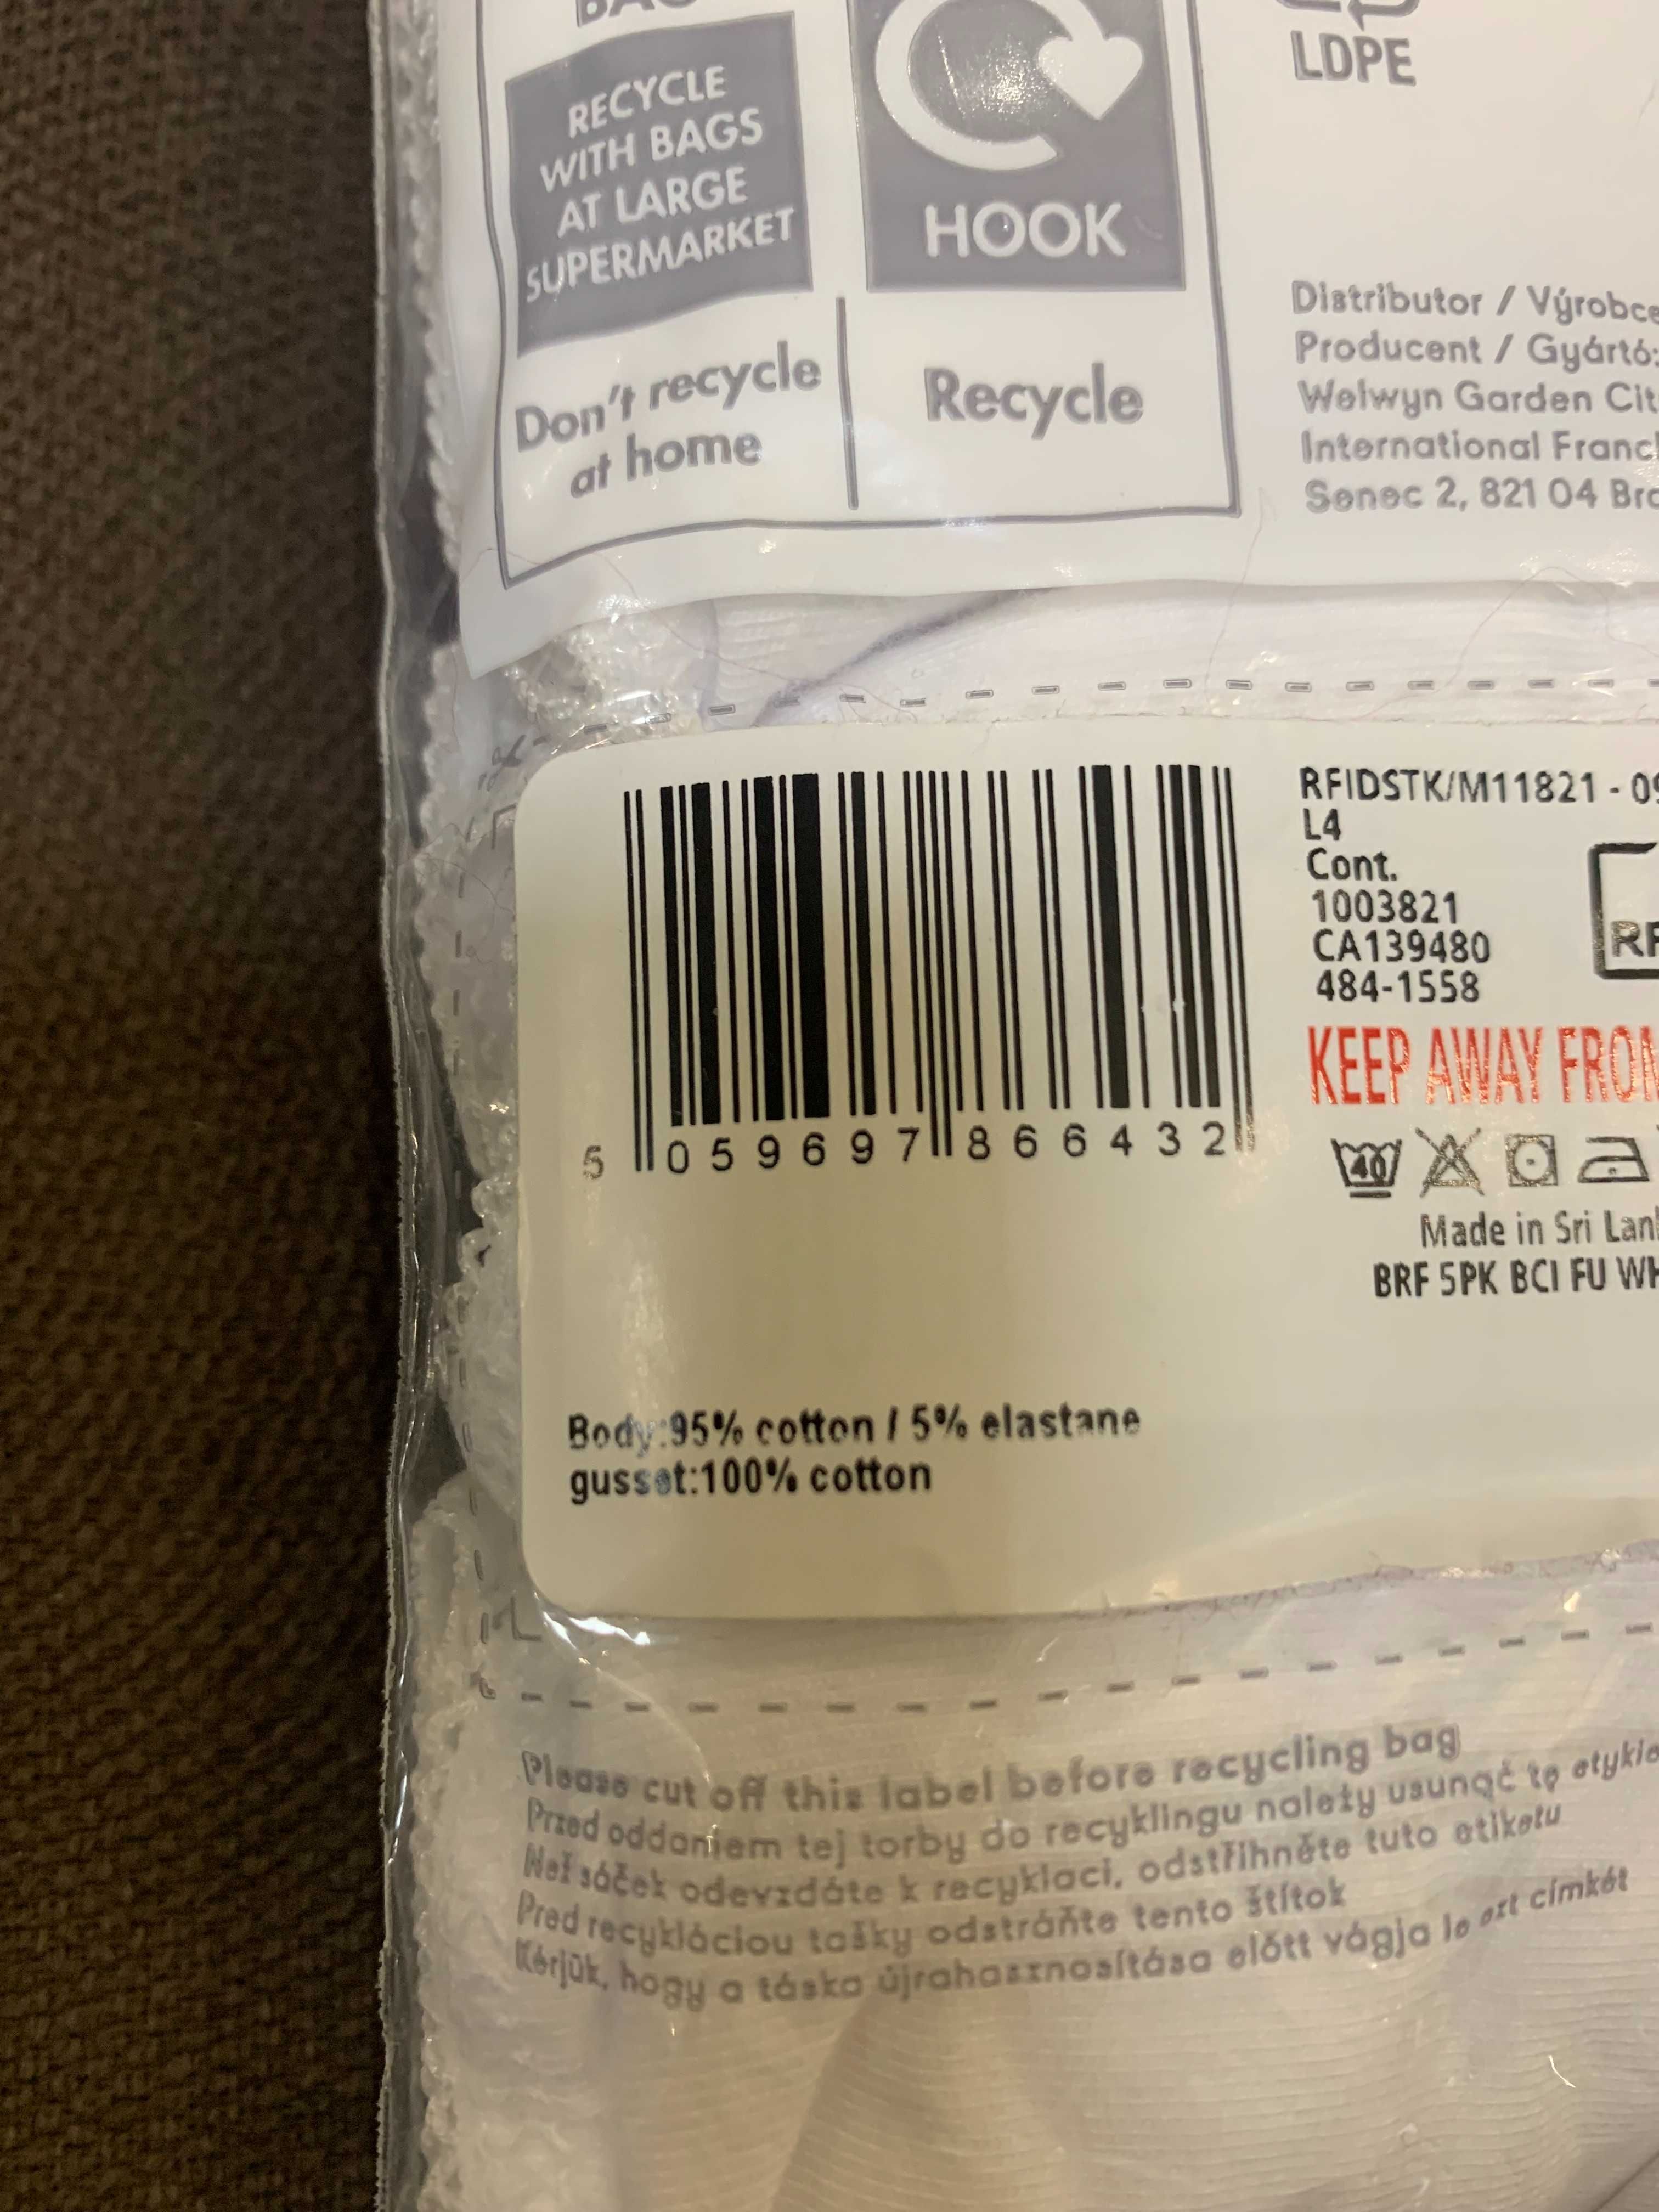 RECYCLE
WITH BAGS
AT LARGE
SUPERMARKET
Don't recycle
at home
HOOK
Recycle
LDPE
Distributor / Výrobce
Producent / Gyártó:
Welwyn Garden Cit
International Franc
Senec 2, 821 04 Bra
RFIDSTK/M11821 - 09
L4
Cont.
1003821
CA139480
484-1558
RF
KEEP AWAY FROM
40
Made in Sri Lan
BRF 5PK BCI FU WH
5 059697 866432
Body:95% cotton / 5% elastane
gusset:100% cotton
Please cut off this label before recycling bag
Przed oddaniem tej torby do recyklingu należy usunąć tę etykie
Než sáček odevzdáte k recyklaci, odstřihněte tuto etiketu
Pred recykláciou tašky odstráňte tento štítok
Kérjük, hogy a táska újrahasznosítása előtt vágja le ezt címkét